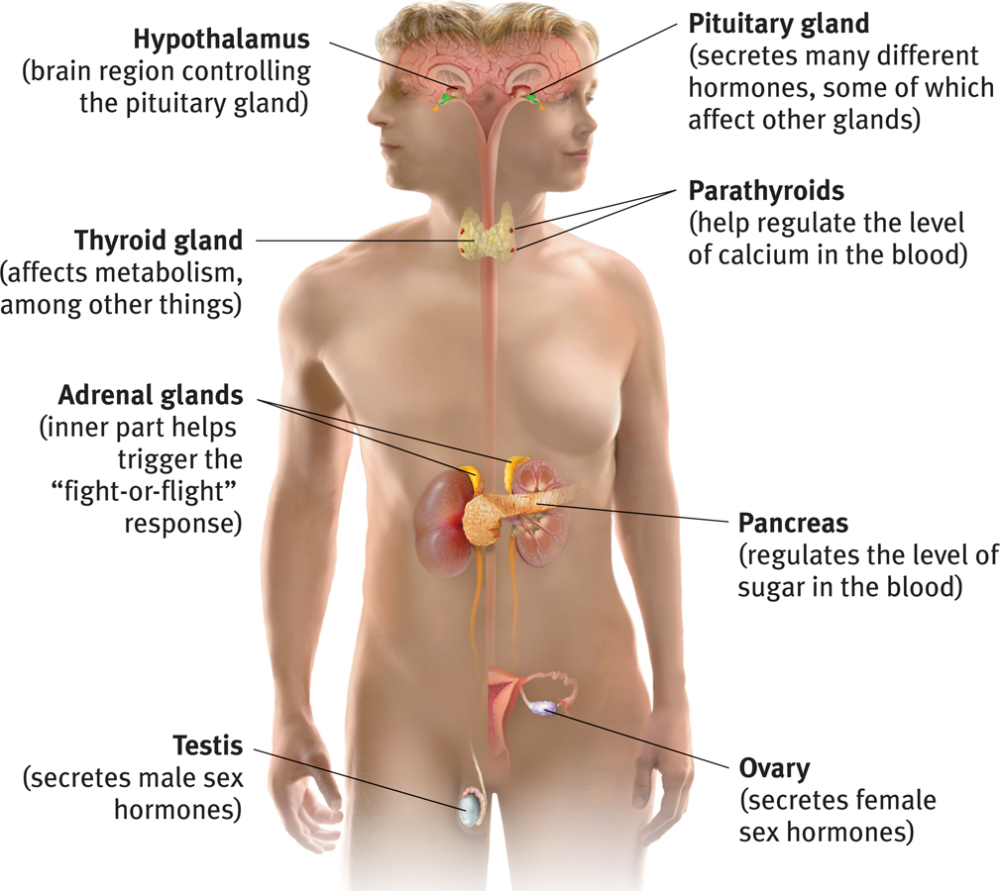 Hypothalamus
(brain region controlling
the pituitary gland)
Pituitary gland
(secretes many different
hormones, some of which
affect other glands)
Parathyroids
(help regulate the level
of calcium in the blood)
Thyroid gland
(affects metabolism,
among other things)
Adrenal glands
(inner part helps
trigger the
“fight-or-flight”
response)
Pancreas
(regulates the level of
sugar in the blood)
Testis
(secretes male sex
hormones)
Ovary
(secretes female
sex hormones)